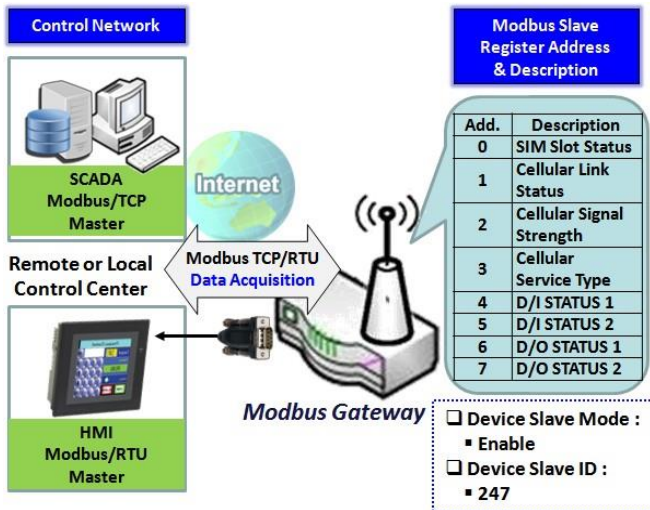 Control Network
SCADA
Modbus/TCP
Master
Internet
Remote or Local
Control Center
Modbus TCP/RTU
Data Acquisition
HMI
Modbus/RTU
Master
Modbus Gateway
Modbus Slave
Register Address
& Description
Add. Description
0 SIM Slot Status
1 Cellular Link
Status
2 Cellular Signal
Strength
3 Cellular
Service Type
4 D/I STATUS 1
5 D/I STATUS 2
6 D/O STATUS 1
7 D/O STATUS 2
❑ Device Slave Mode :
▪ Enable
❑ Device Slave ID :
▪ 247